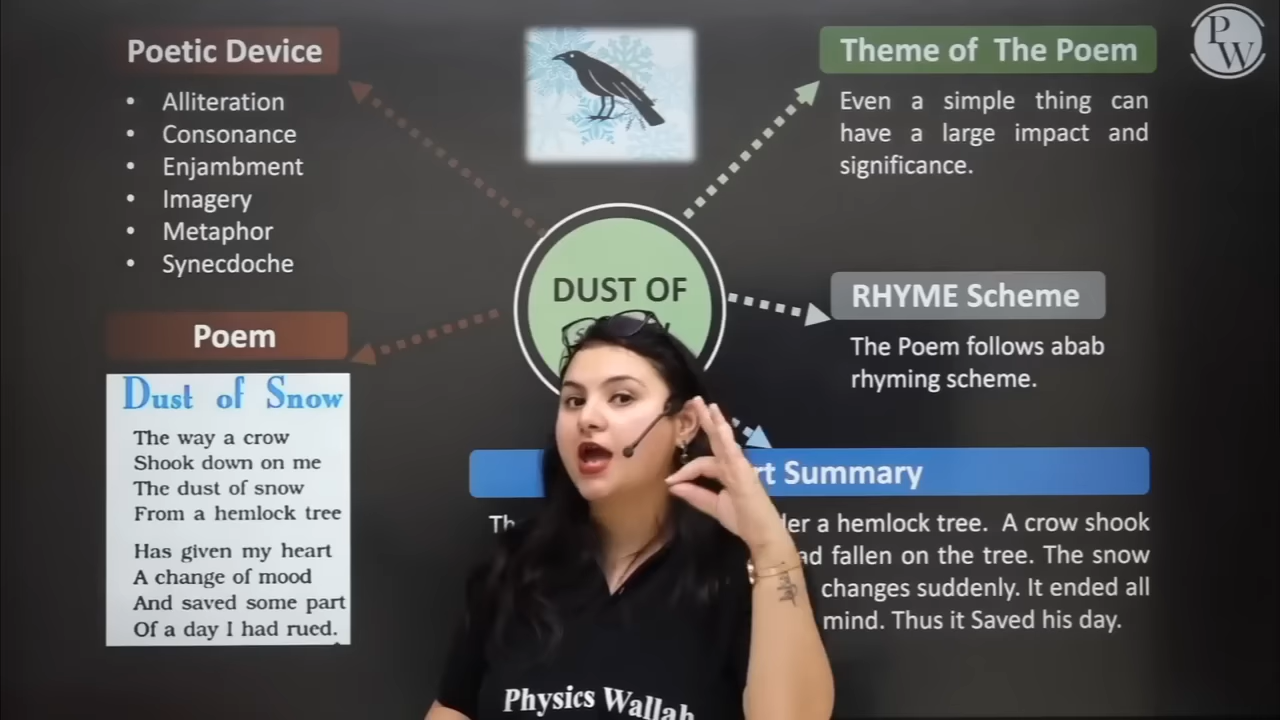 Poetic Device
• Alliteration
• Consonance
• Enjambment
• Imagery
• Metaphor
• Synecdoche
Theme of The Poem
Even a simple thing can
have a large impact and
significance.
P
W
DUST OF
RHYME Scheme
The Poem follows abab
rhyming scheme.
Poem
Dust of Snow
The way a crow
Shook down on me
The dust of snow
From a hemlock tree
Has given my heart
A change of mood
And saved some part
Of a day I had rued.
Summary
a hemlock tree. A crow shook
fallen on the tree. The snow
changes suddenly. It ended all
mind. Thus it Saved his day.
Physics Wallah